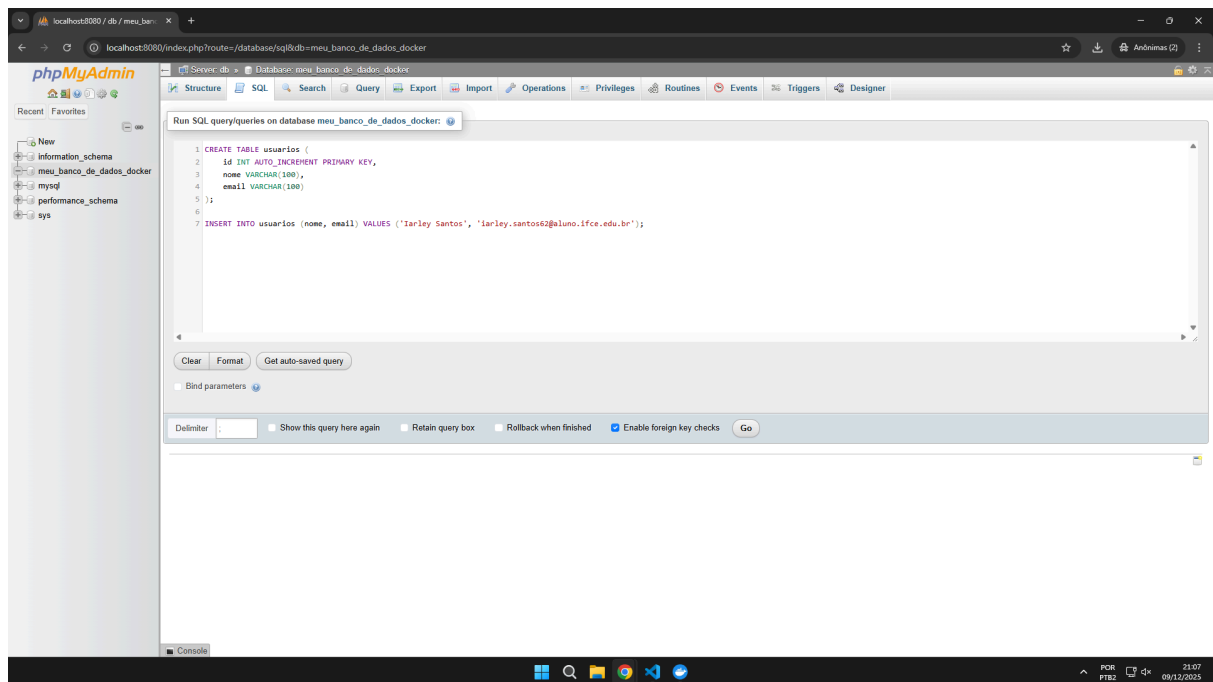 localhost:8080 / db / meu_banc
localhost:8080/index.php?route=/database/sql&db=meu_banco_de_dados_docker
Anônimas (2)
phpMyAdmin
Recent Favorites
New
information_schema
meu_banco_de_dados_docker
mysql
performance_schema
sys
Server: db » Database: meu_banco_de_dados_docker
Structure SQL Search Query Export Import Operations Privileges Routines Events Triggers Designer
Run SQL query/queries on database meu_banco_de_dados_docker:
1 CREATE TABLE usuarios (
2 id INT AUTO_INCREMENT PRIMARY KEY,
3 nome VARCHAR(100),
4 email VARCHAR(100)
5 );
6
7 INSERT INTO usuarios (nome, email) VALUES ('Iarley Santos', 'iarley.santos62@aluno.ifce.edu.br');
Clear Format Get auto-saved query
Bind parameters
Delimiter ; Show this query here again Retain query box Rollback when finished Enable foreign key checks Go
Console
POR 21:07
PTB2 09/12/2025